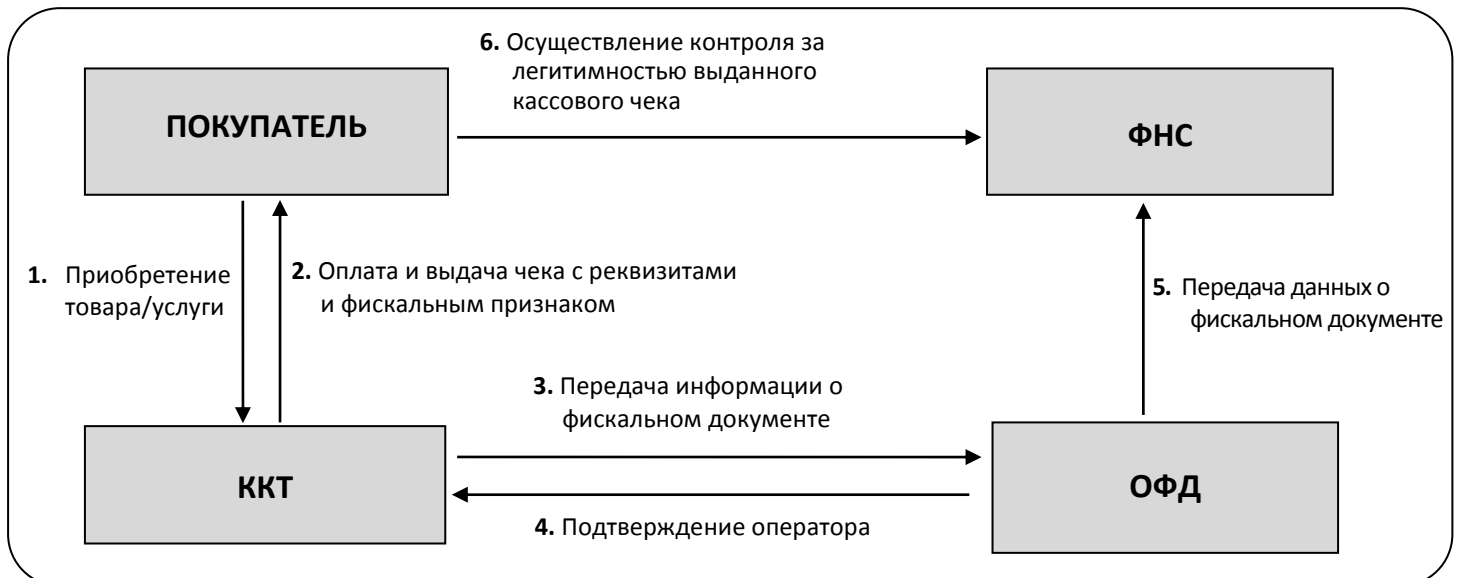 6. Осуществление контроля за
легитимностью выданного
кассового чека
ПОКУПАТЕЛЬ
ФНС
1. Приобретение
товара/услуги
2. Оплата и выдача чека с реквизитами
и фискальным признаком
5. Передача данных о
фискальном документе
3. Передача информации о
фискальном документе
ККТ
ОФД
4. Подтверждение оператора